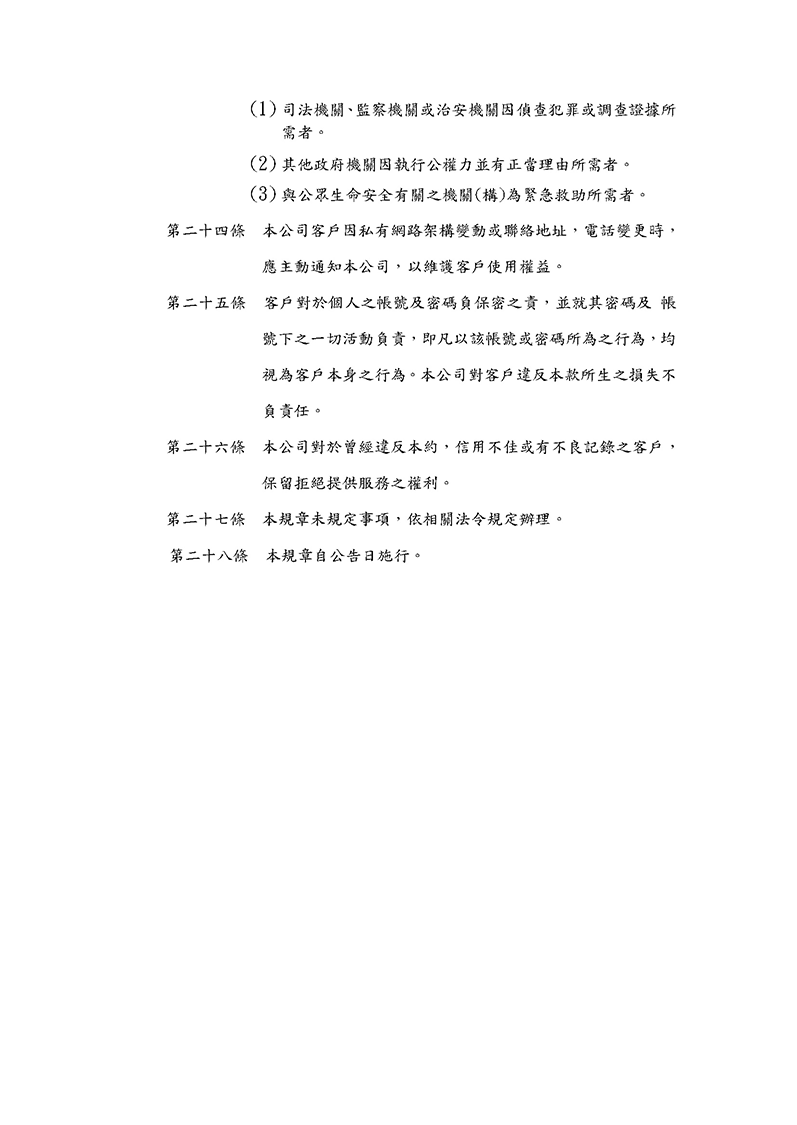 (1)司法機關、監察機關或治安機關因偵查犯罪或調查證據所
需者。
(2)其他政府機關因執行公權力並有正當理由所需者。
(3)與公眾生命安全有關之機關(構)為緊急救助所需者。
第二十四條 本公司客戶因私有網路架構變動或聯絡地址，電話變更時，
應主動通知本公司，以維護客戶使用權益。
第二十五條 客戶對於個人之帳號及密碼負保密之責，並就其密碼及 帳
號下之一切活動負責，即凡以該帳號或密碼所為之行為，均
視為客戶本身之行為。本公司對客戶違反本款所生之損失不
負責任。
第二十六條 本公司對於曾經違反本約，信用不佳或有不良記錄之客戶，
保留拒絕提供服務之權利。
第二十七條 本規章未規定事項，依相關法令規定辦理。
第二十八條 本規章自公告日施行。